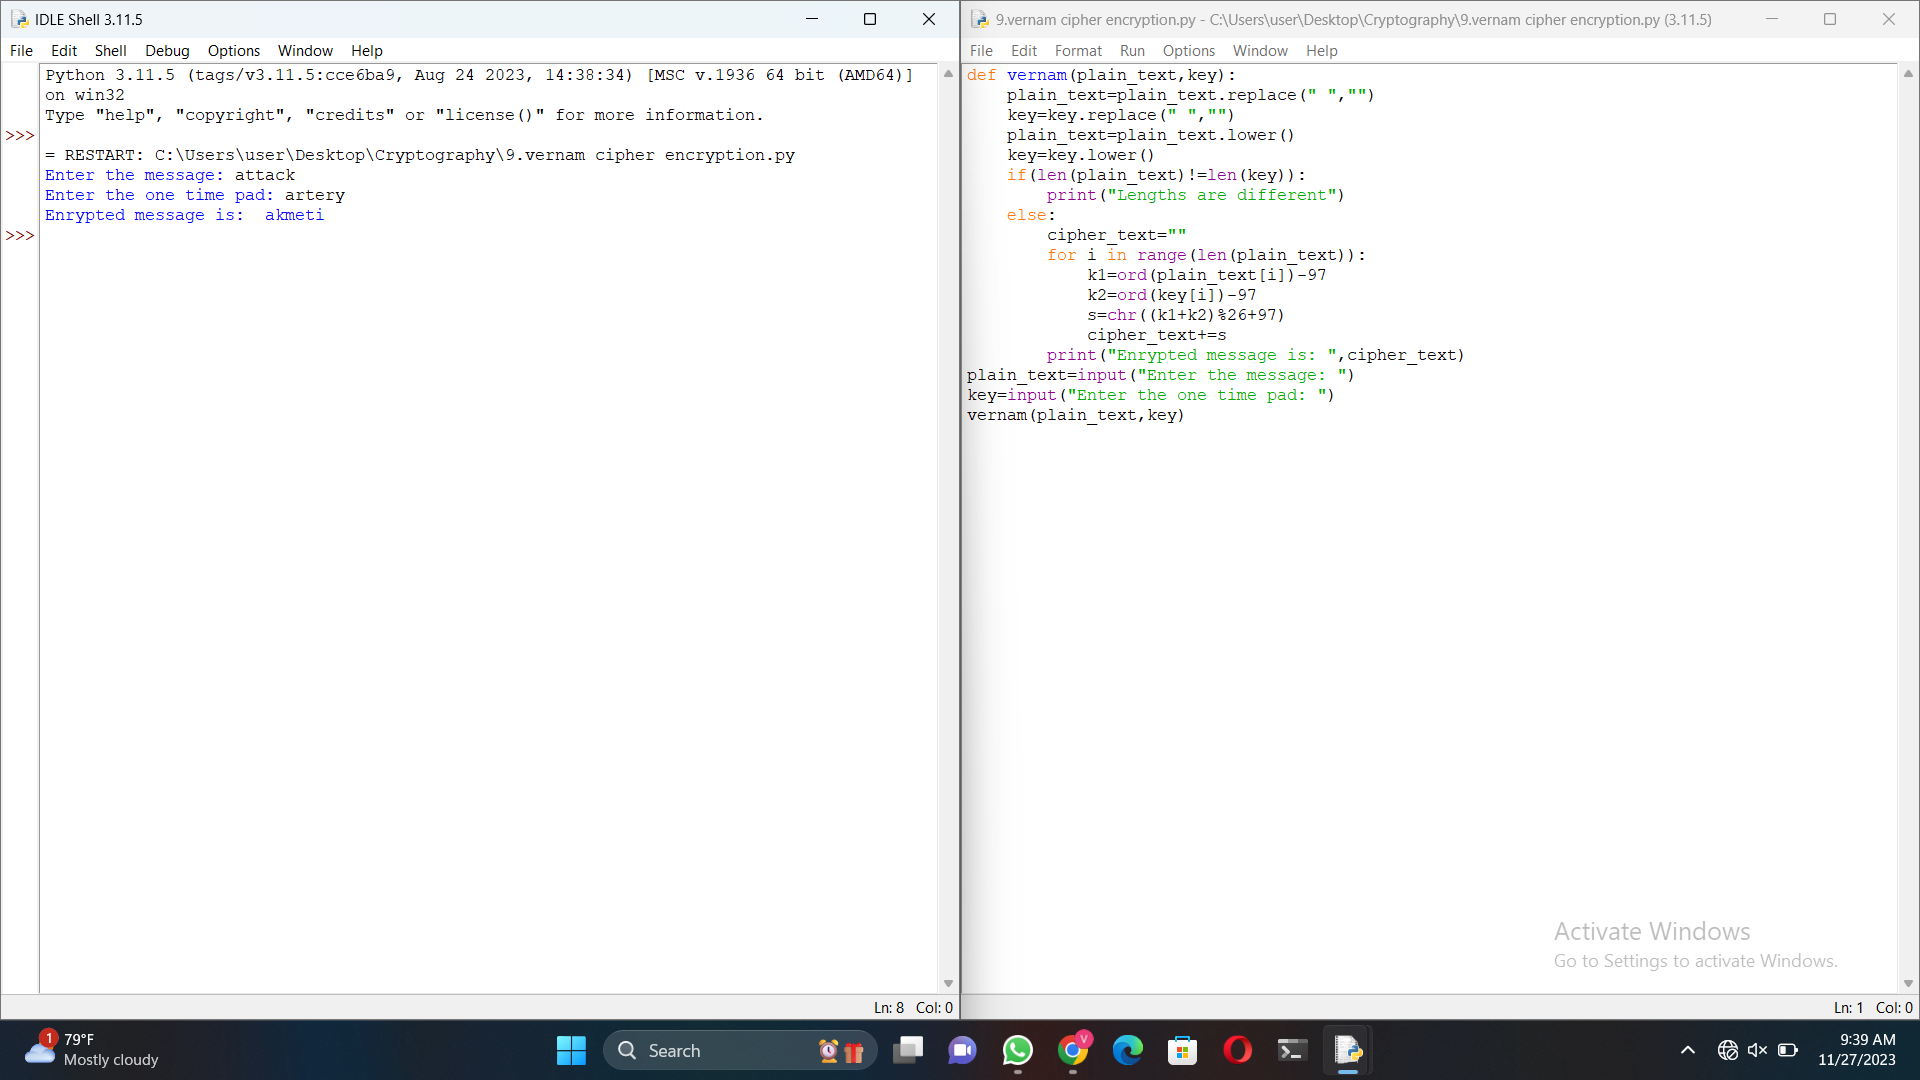 IDLE Shell 3.11.5
File Edit Shell Debug Options Window Help
Python 3.11.5 (tags/v3.11.5:cce6ba9, Aug 24 2023, 14:38:34) [MSC v.1936 64 bit (AMD64)]
on win32
Type "help", "copyright", "credits" or "license()" for more information.
>>>
= RESTART: C:\Users\user\Desktop\Cryptography\9.vernam cipher encryption.py
Enter the message: attack
Enter the one time pad: artery
Enrypted message is:  akmeti
>>>
Ln: 8 Col: 0
9.vernam cipher encryption.py - C:\Users\user\Desktop\Cryptography\9.vernam cipher encryption.py (3.11.5)
File Edit Format Run Options Window Help
def vernam(plain_text,key):
    plain_text=plain_text.replace(" ","")
    key=key.replace(" ","")
    plain_text=plain_text.lower()
    key=key.lower()
    if(len(plain_text)!=len(key)):
        print("Lengths are different")
    else:
        cipher_text=""
        for i in range(len(plain_text)):
            k1=ord(plain_text[i])-97
            k2=ord(key[i])-97
            s=chr((k1+k2)%26+97)
            cipher_text+=s
        print("Enrypted message is: ",cipher_text)
plain_text=input("Enter the message: ")
key=input("Enter the one time pad: ")
vernam(plain_text,key)
Activate Windows
Go to Settings to activate Windows.
Ln: 1 Col: 0
1
79°F
Mostly cloudy
Search
V
9:39 AM
11/27/2023